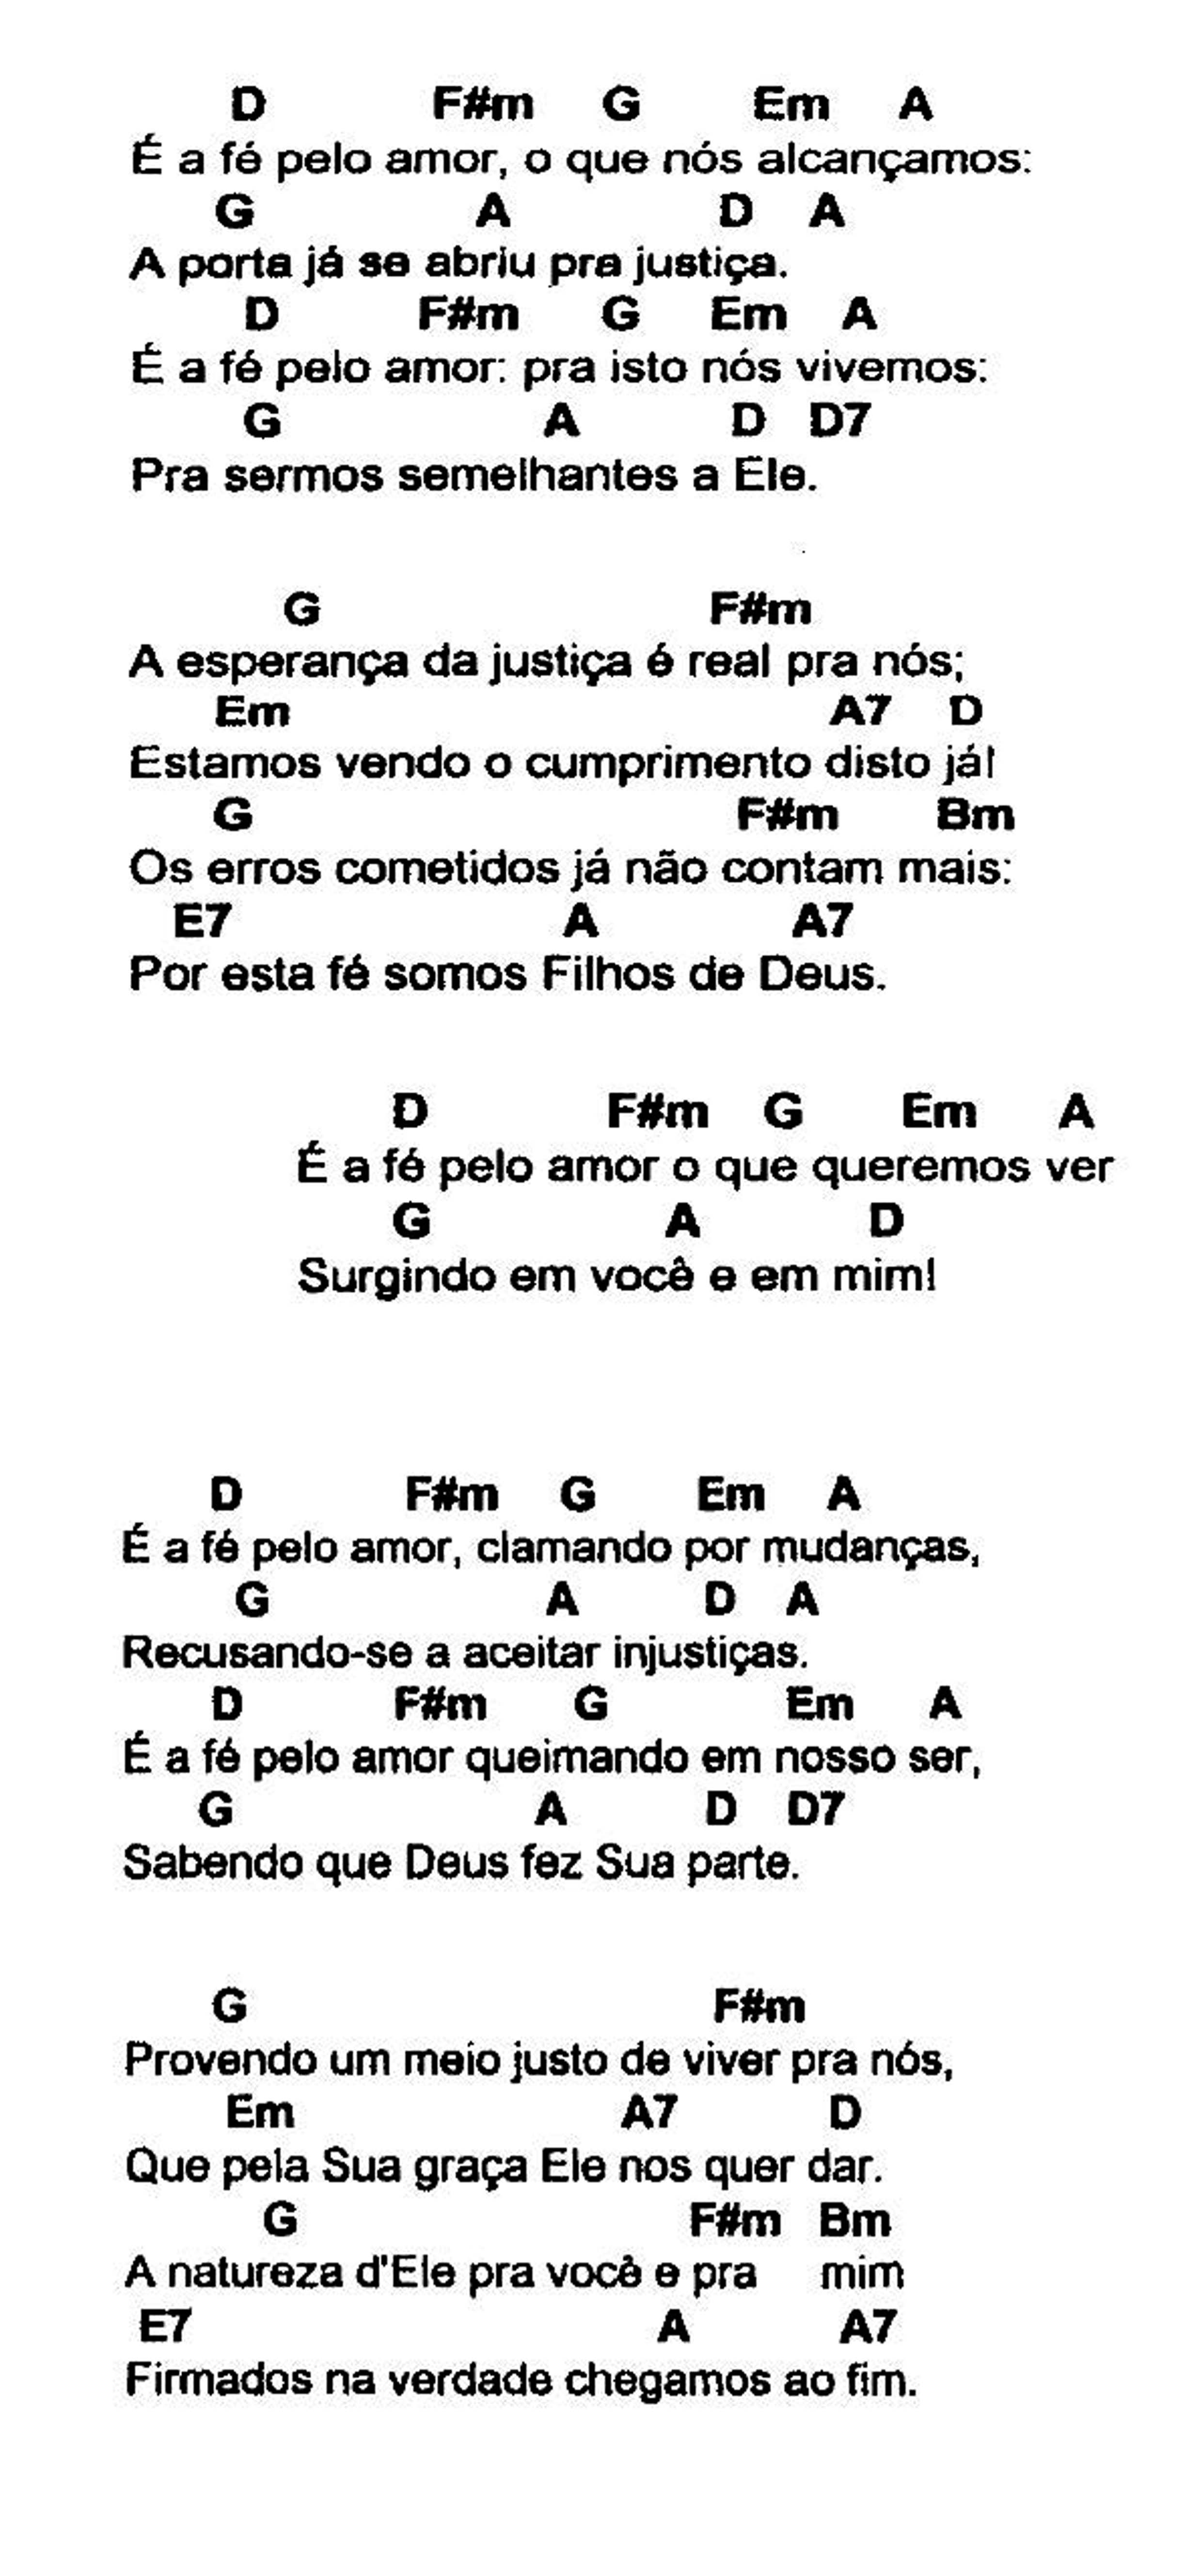 D F#m G Em A
É a fé pelo amor, o que nós alcançamos:
G A D A
A porta já se abriu pra justiça.
D F#m G Em A
É a fé pelo amor: pra isto nós vivemos:
G A D D7
Pra sermos semelhantes a Ele.
G F#m
A esperança da justiça é real pra nós;
Em A7 D
Estamos vendo o cumprimento disto já!
G F#m Bm
Os erros cometidos já não contam mais:
E7 A A7
Por esta fé somos Filhos de Deus.
D F#m G Em A
É a fé pelo amor o que queremos ver
G A D
Surgindo em você e em mim!
D F#m G Em A
É a fé pelo amor, clamando por mudanças,
G A D A
Recusando-se a aceitar injustiças.
D F#m G Em A
É a fé pelo amor queimando em nosso ser,
G A D D7
Sabendo que Deus fez Sua parte.
G F#m
Provendo um meio justo de viver pra nós,
Em A7 D
Que pela Sua graça Ele nos quer dar.
G F#m Bm
A natureza d'Ele pra você e pra mim
E7 A A7
Firmados na verdade chegamos ao fim.